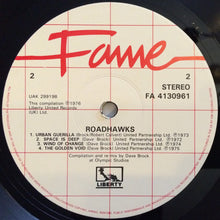 Fame
2
2
UAK 299198
This compilation ℗1976
Liberty United Records
(UK) Ltd.
STEREO
FA 4130961
ROADHAWKS
1. URBAN GUERILLA (Brock/Robert Calvert) United Partnership Ltd. ℗1973
2. SPACE IS DEEP (Dave Brock) United Partnership Ltd. ℗1972
3. WIND OF CHANGE (Dave Brock) United Partnership Ltd. ℗1974
4. THE GOLDEN VOID (Dave Brock) United Partnership Ltd. ℗1975
Compilation and re-mix by Dave Brock
at Olympic Studios
LIBERTY